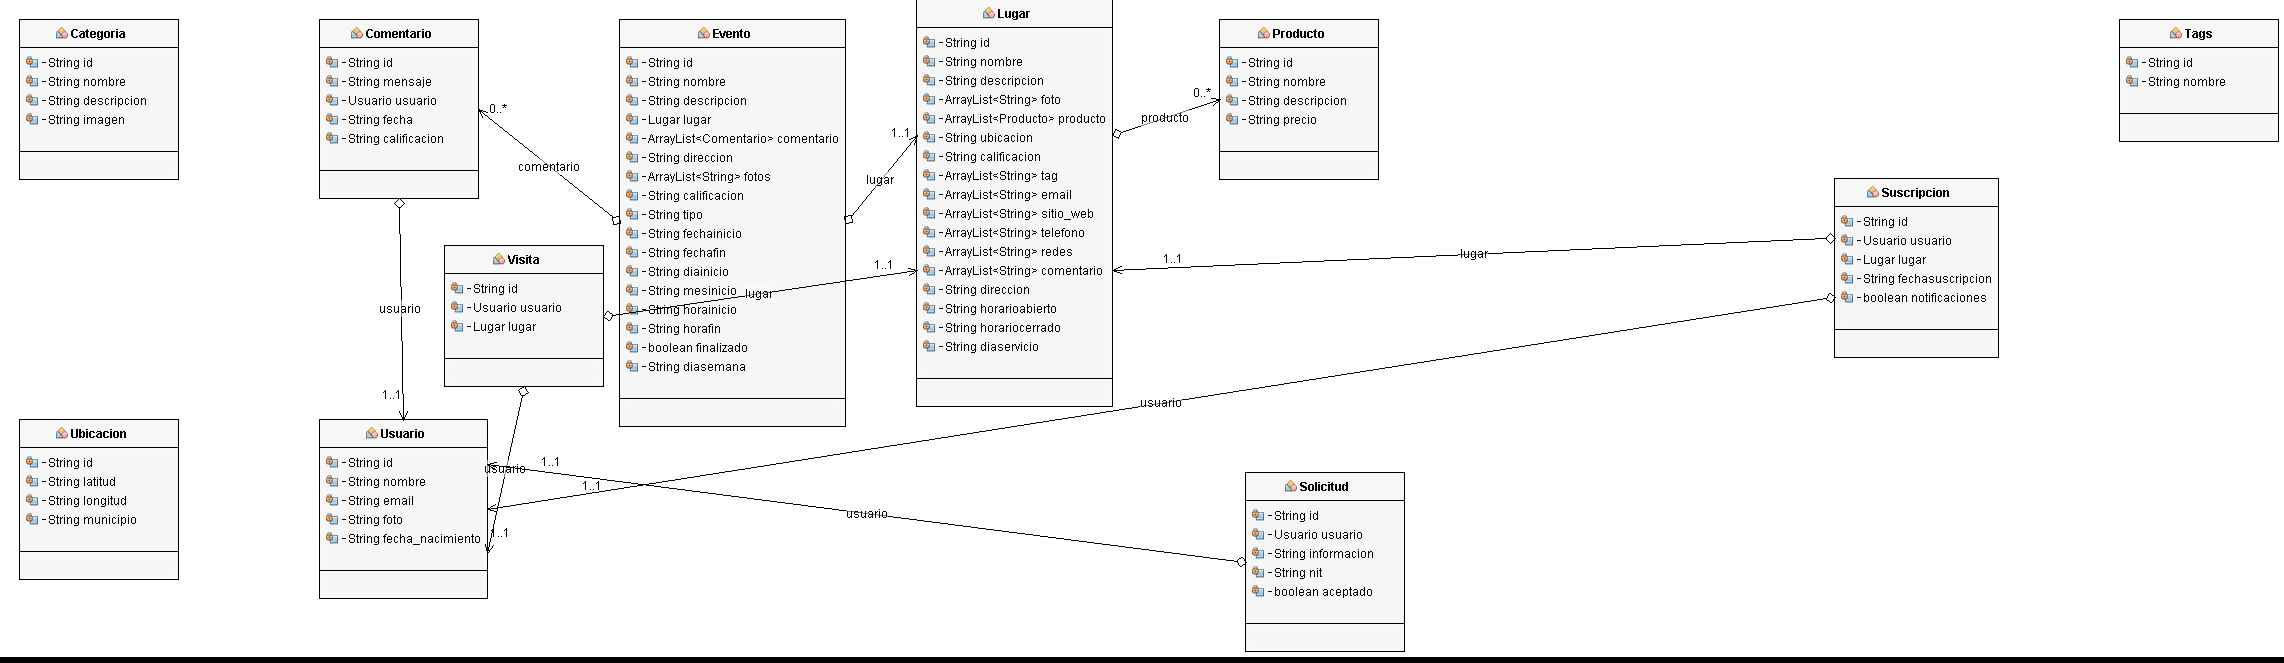 Categoria
-String id
-String nombre
-String descripcion
-String imagen
Comentario
-String id
-String mensaje
-Usuario usuario
-String fecha
-String calificacion
Evento
-String id
-String nombre
-String descripcion
-Lugar lugar
-ArrayList<Comentario> comentario
-String direccion
-ArrayList<String> fotos
-String calificacion
-String tipo
-String fechainicio
-String fechafin
-String diainicio
-String mesinicio
-String horainicio
-String horafin
-boolean finalizado
-String diasemana
Lugar
-String id
-String nombre
-String descripcion
-ArrayList<String> foto
-ArrayList<Producto> producto
-String ubicacion
-String calificacion
-ArrayList<String> tag
-ArrayList<String> email
-ArrayList<String> sitio_web
-ArrayList<String> telefono
-ArrayList<String> redes
-ArrayList<String> comentario
-String direccion
-String horarioabierto
-String horariocerrado
-String diaservicio
Producto
-String id
-String nombre
-String descripcion
-String precio
Tags
-String id
-String nombre
0..*
comentario
1..1
lugar
0..*
producto
Suscripcion
-String id
-Usuario usuario
-Lugar lugar
-String fechasuscripcion
-boolean notificaciones
Visita
-String id
-Usuario usuario
-Lugar lugar
1..1
lugar
1..1
lugar
usuario
1..1
usuario
1..1
Ubicacion
-String id
-String latitud
-String longitud
-String municipio
Usuario
-String id
-String nombre
-String email
-String foto
-String fecha_nacimiento
usuario
1..1
1..1
usuario
1..1
Solicitud
-String id
-Usuario usuario
-String informacion
-String nit
-boolean aceptado